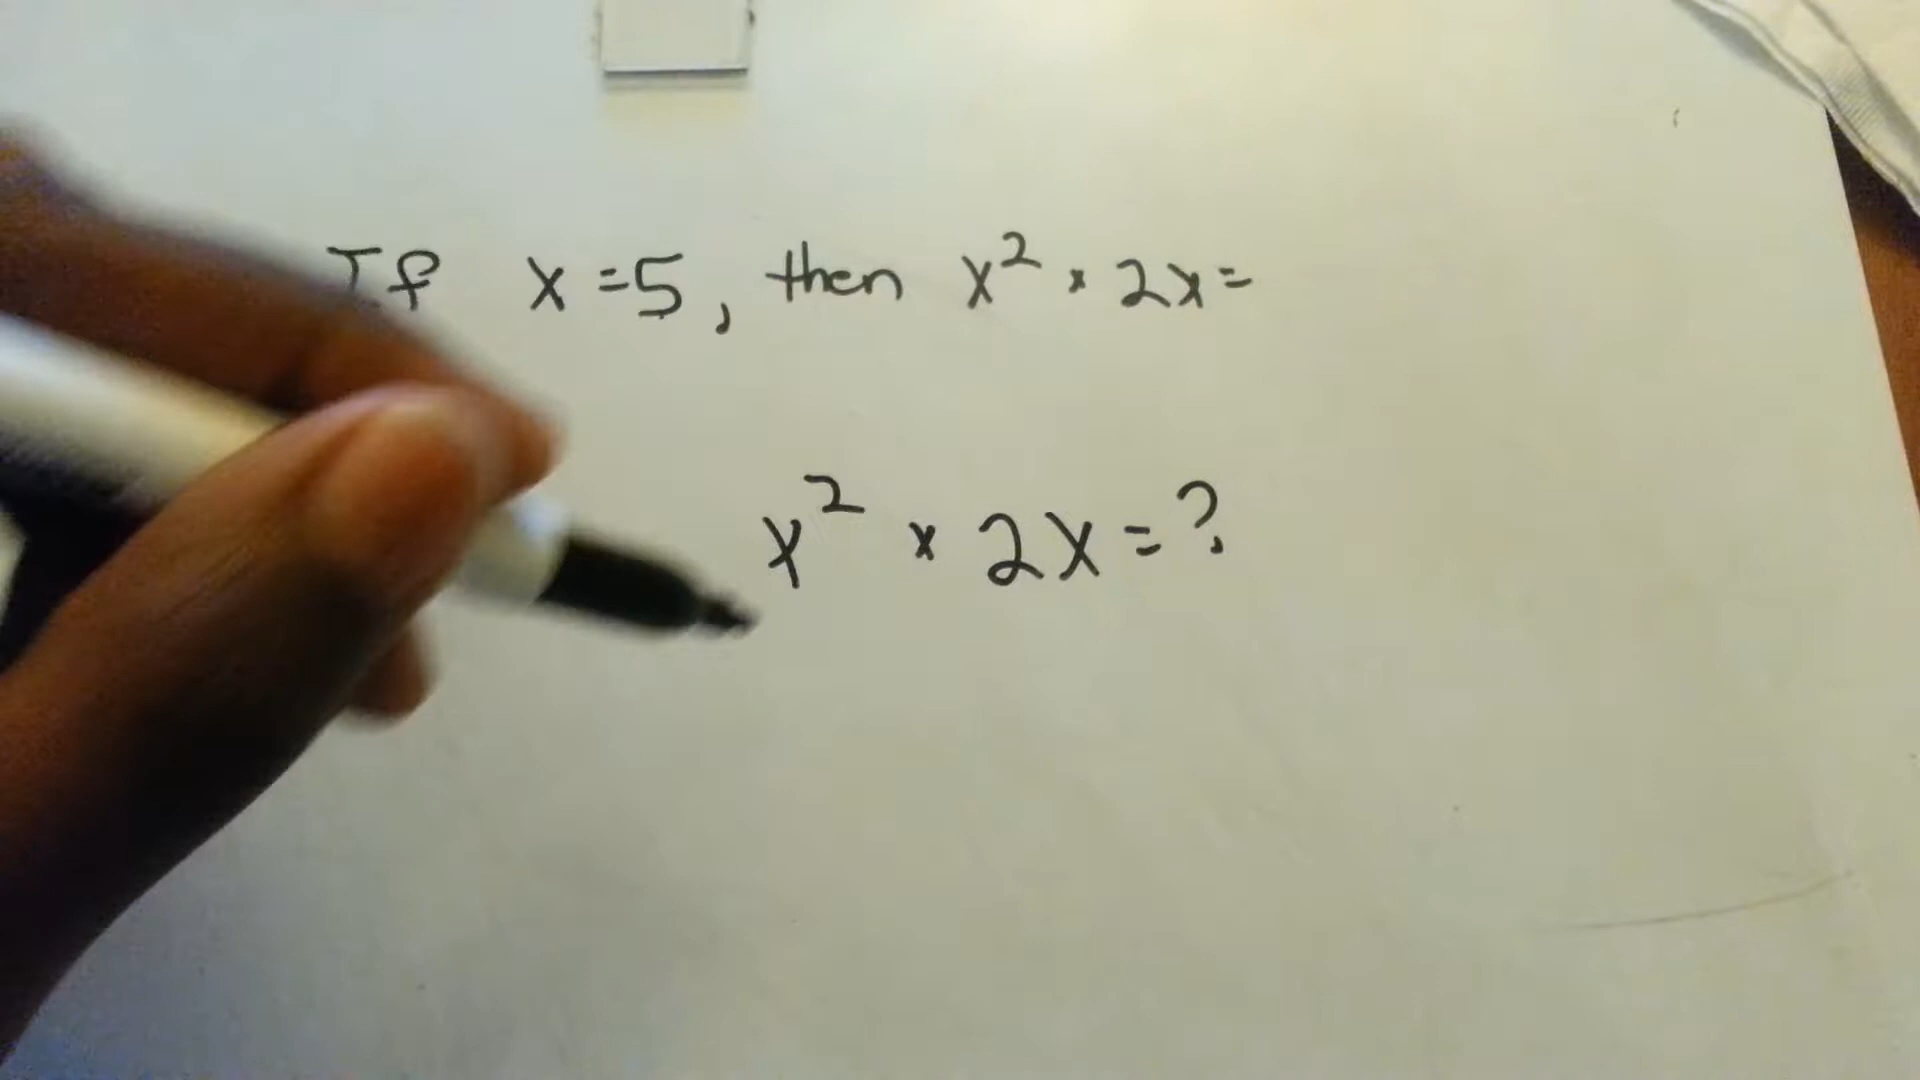 If x=5, then x² × 2x=
x² × 2x=?